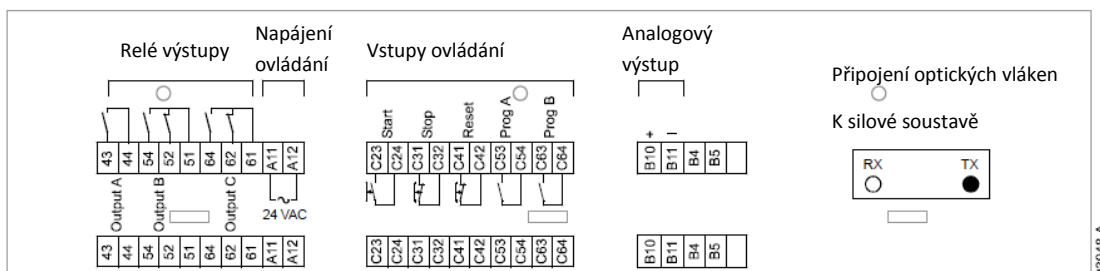 Relé výstupy
Napájení
ovládání
Vstupy ovládání
Analogový
výstup
Připojení optických vláken
K silové soustavě
Start
Stop
Reset
Prog A
Prog B
+ –
43 44 54 52 51 64 62 61 A11 A12
C23 C24 C31 C32 C41 C42 C53 C54 C63 C64
B10 B11 B4 B5
RX TX
Output A
Output B
Output C
24 VAC
43 44 54 52 51 64 62 61 A11 A12
C23 C24 C31 C32 C41 C42 C53 C54 C63 C64
B10 B11 B4 B5